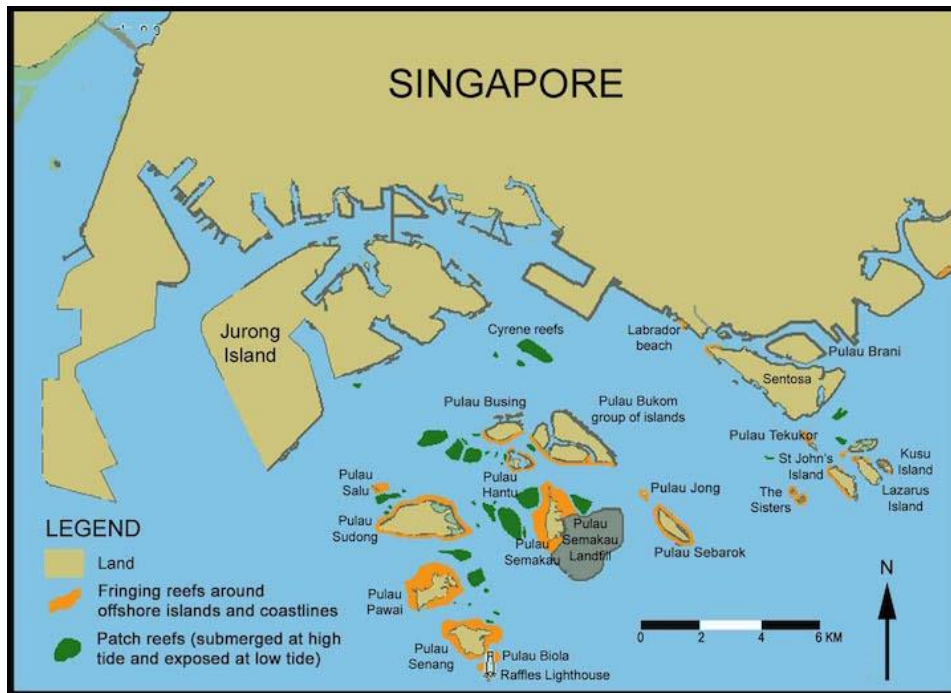 SINGAPORE
Jurong
Island
Cyrene reefs
Labrador
beach
Pulau Brani
Sentosa
Pulau Busing
Pulau Bukom
group of islands
Pulau Tekukor
St John's
Island
Kusu
Island
Lazarus
Island
The
Sisters
Pulau
Salu
Pulau
Hantu
Pulau Jong
Pulau
Sudong
Pulau
Semakau
Pulau
Semakau
Landfill
Pulau Sebarok
Pulau
Pawai
Pulau
Senang
Pulau Biola
Raffles Lighthouse
LEGEND
Land
Fringing reefs around
offshore islands and coastlines
Patch reefs (submerged at high
tide and exposed at low tide)
N
0 2 4 6 KM